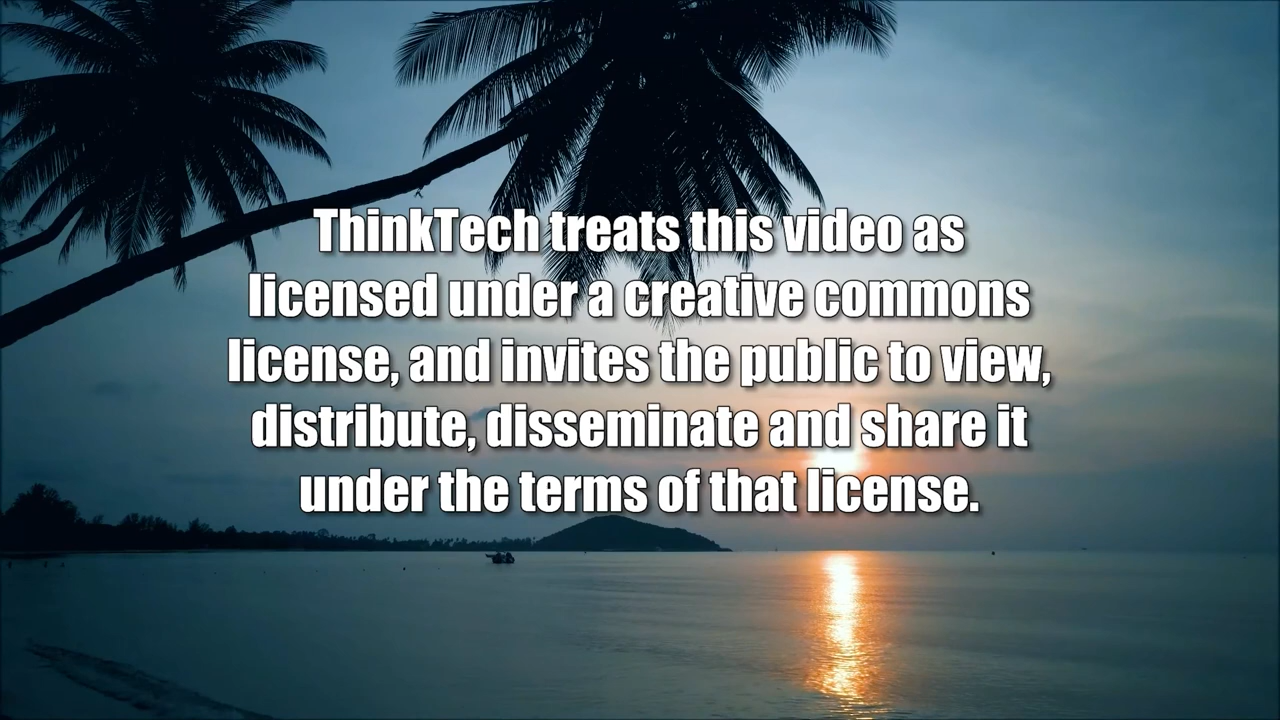 ThinkTech treats this video as
licensed under a creative commons
license, and invites the public to view,
distribute, disseminate and share it
under the terms of that license.